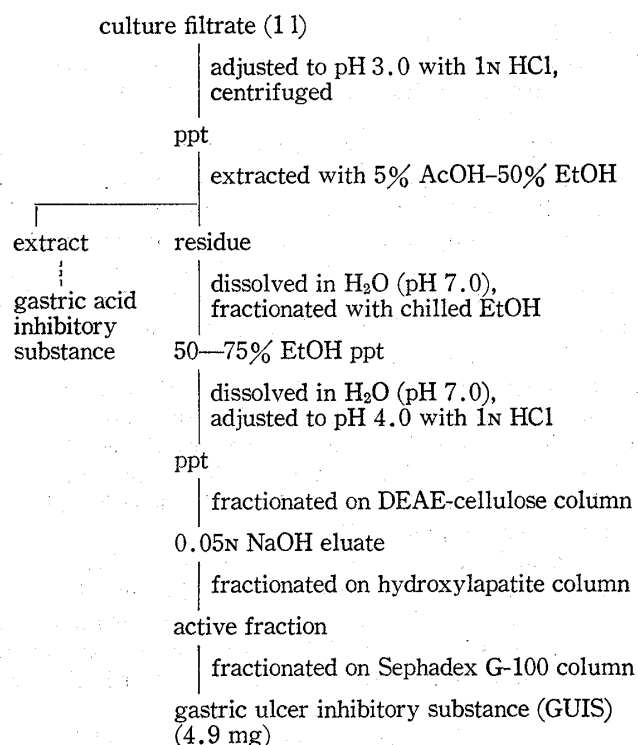 culture filtrate (1 l)
adjusted to pH 3.0 with 1N HCl,
centrifuged
ppt
extracted with 5% AcOH–50% EtOH
extract
residue
gastric acid
inhibitory
substance
dissolved in H₂O (pH 7.0),
fractionated with chilled EtOH
50—75% EtOH ppt
dissolved in H₂O (pH 7.0),
adjusted to pH 4.0 with 1N HCl
ppt
fractionated on DEAE-cellulose column
0.05N NaOH eluate
fractionated on hydroxylapatite column
active fraction
fractionated on Sephadex G-100 column
gastric ulcer inhibitory substance (GUIS)
(4.9 mg)